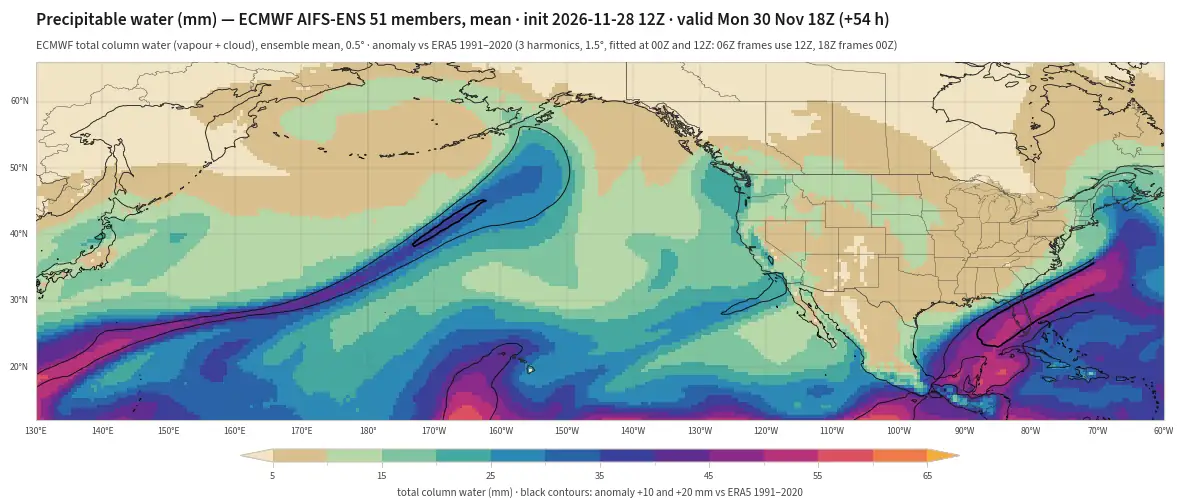 Precipitable water (mm) — ECMWF AIFS-ENS 51 members, mean · init 2026-11-28 12Z · valid Mon 30 Nov 18Z (+54 h)
ECMWF total column water (vapour + cloud), ensemble mean, 0.5° · anomaly vs ERA5 1991–2020 (3 harmonics, 1.5°, fitted at 00Z and 12Z: 06Z frames use 12Z, 18Z frames 00Z)
60°N
50°N
40°N
30°N
20°N
130°E 140°E 150°E 160°E 170°E 180° 170°W 160°W 150°W 140°W 130°W 120°W 110°W 100°W 90°W 80°W 70°W 60°W
5 15 25 35 45 55 65
total column water (mm) · black contours: anomaly +10 and +20 mm vs ERA5 1991–2020